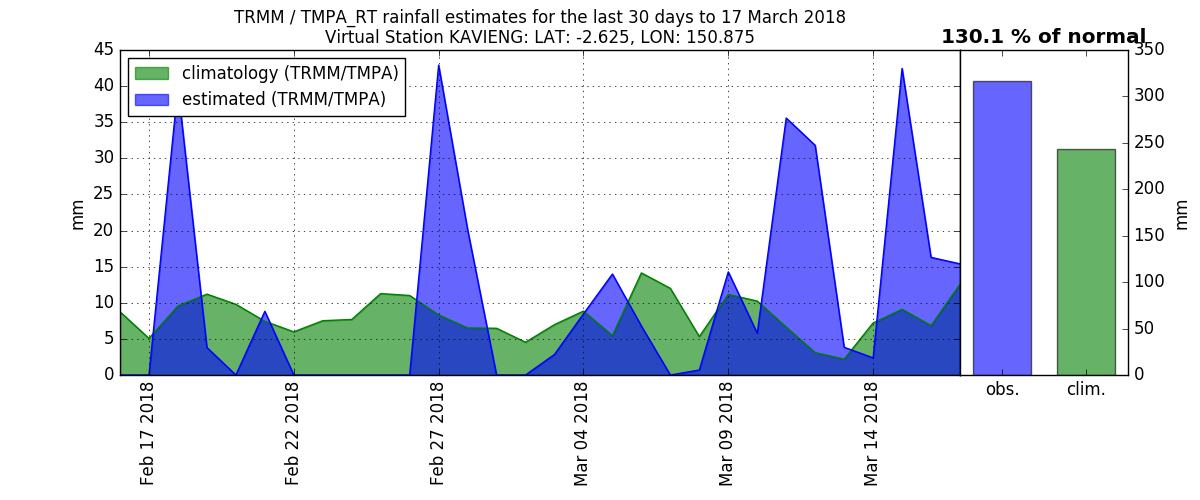 TRMM / TMPA_RT rainfall estimates for the last 30 days to 17 March 2018
Virtual Station KAVIENG: LAT: -2.625, LON: 150.875
130.1 % of normal
climatology (TRMM/TMPA)
estimated (TRMM/TMPA)
mm
45
40
35
30
25
20
15
10
5
0
Feb 17 2018
Feb 22 2018
Feb 27 2018
Mar 04 2018
Mar 09 2018
Mar 14 2018
obs.
clim.
350
300
250
200
150
100
50
0
mm